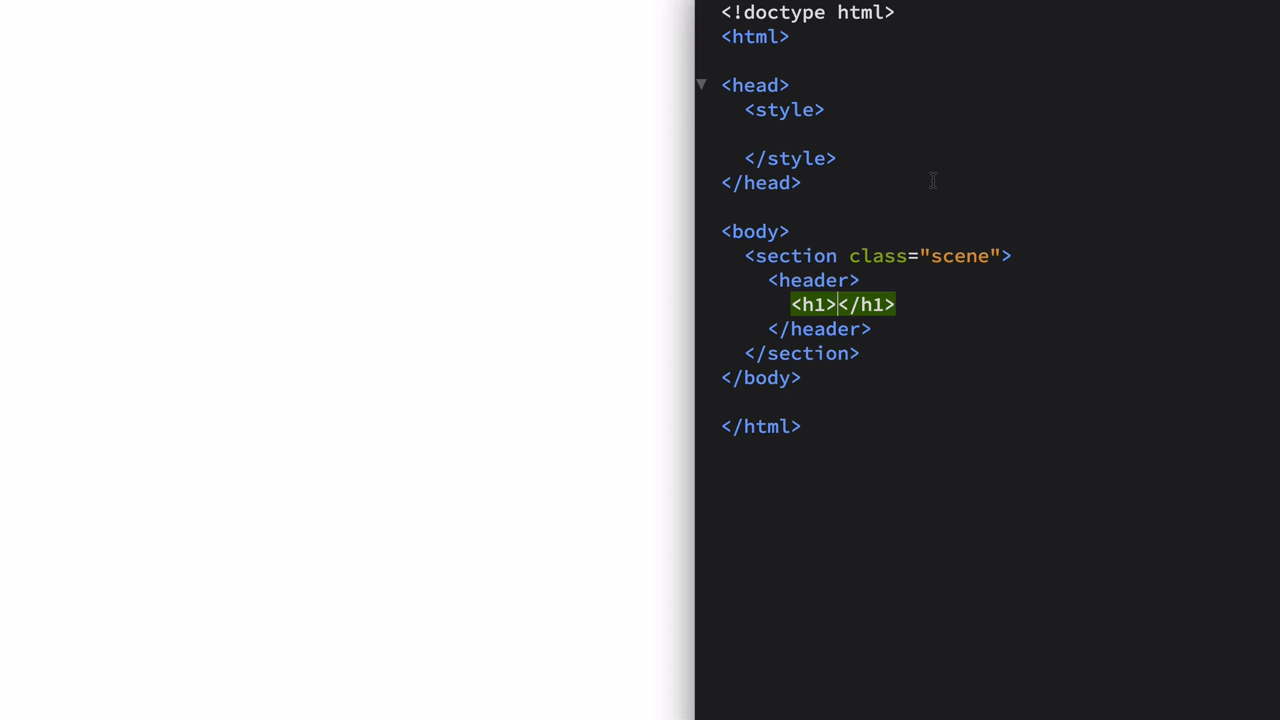 <!doctype html>
<html>
<head>
<style>
</style>
</head>
<body>
<section class="scene">
<header>
<h1></h1>
</header>
</section>
</body>
</html>